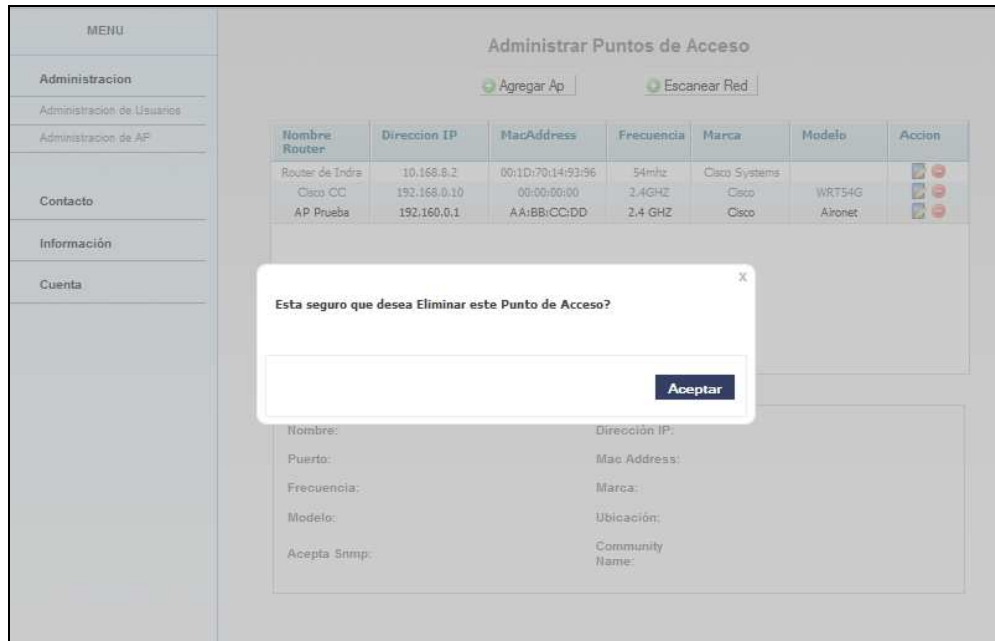 MENU
Administracion
Administracion de Usuarios
Administracion de AP
Contacto
Información
Cuenta
Administrar Puntos de Acceso
Agregar Ap Escanear Red
Nombre Router Direccion IP MacAddress Frecuencia Marca Modelo Accion
Router de Indra 10.168.8.2 00:1D:70:14:93:96 54mhz Cisco Systems
Cisco CC 192.168.0.10 00:00:00:00 2.4GHZ Cisco WRT54G
AP Prueba 192.160.0.1 AA:BB:CC:DD 2.4 GHZ Cisco Aironet
X
Esta seguro que desea Eliminar este Punto de Acceso?
Aceptar
Nombre: Dirección IP:
Puerto: Mac Address:
Frecuencia: Marca:
Modelo: Ubicación:
Acepta Snmp: Community Name: